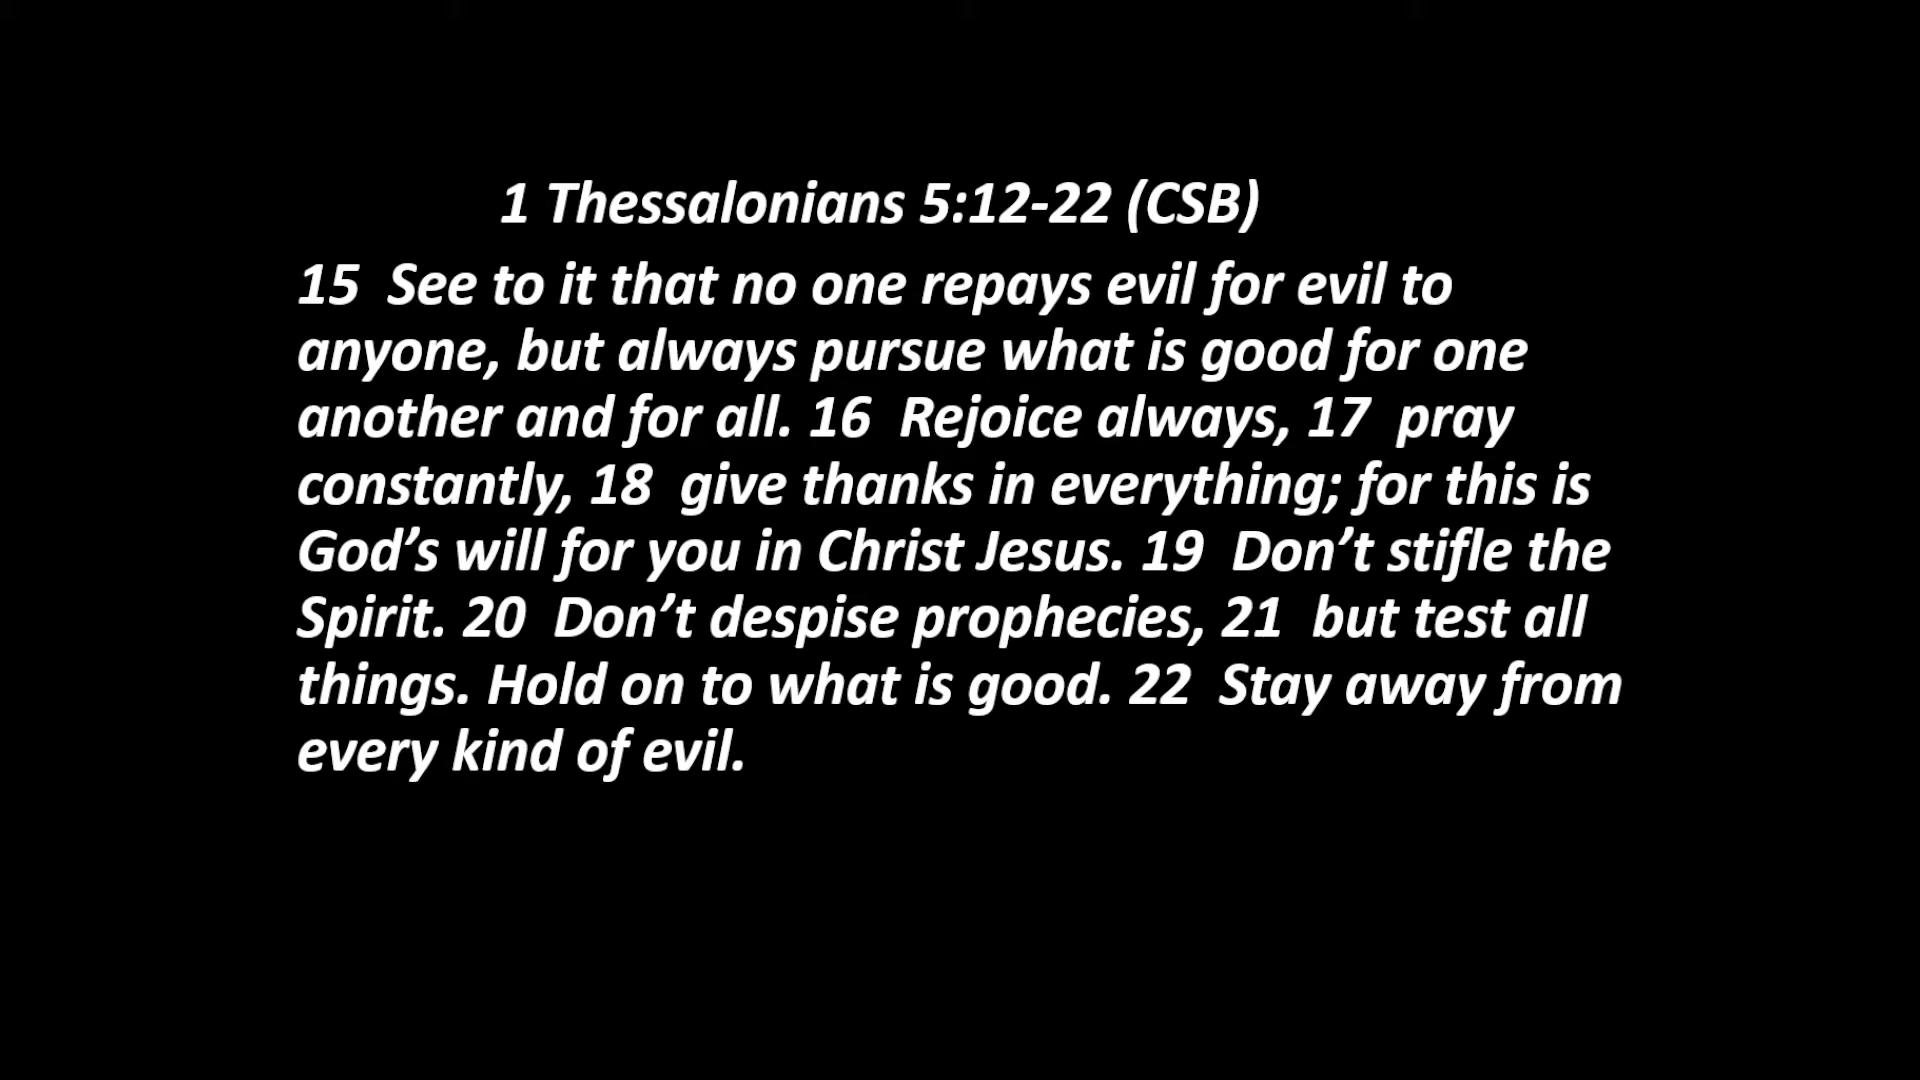 1 Thessalonians 5:12-22 (CSB)
15  See to it that no one repays evil for evil to
anyone, but always pursue what is good for one
another and for all. 16  Rejoice always, 17  pray
constantly, 18  give thanks in everything; for this is
God’s will for you in Christ Jesus. 19  Don’t stifle the
Spirit. 20  Don’t despise prophecies, 21  but test all
things. Hold on to what is good. 22  Stay away from
every kind of evil.